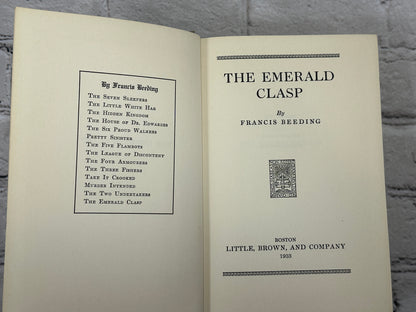 By Francis Beeding
The Seven Sleepers
The Little White Hag
The Hidden Kingdom
The House of Dr. Edwardes
The Six Proud Walkers
Pretty Sinister
The Five Flamboys
The League of Discontent
The Four Armourers
The Three Fishers
Take It Crooked
Murder Intended
The Two Undertakers
The Emerald Clasp
THE EMERALD
CLASP
By
FRANCIS BEEDING
BOSTON
LITTLE, BROWN, AND COMPANY
1933